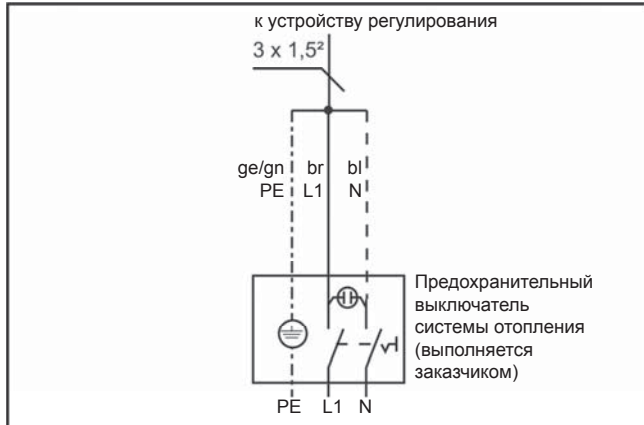 к устройству регулирования
3 x 1,5²
ge/gn br bl
PE L1 N
Предохранительный
выключатель
системы отопления
(выполняется
заказчиком)
PE L1 N